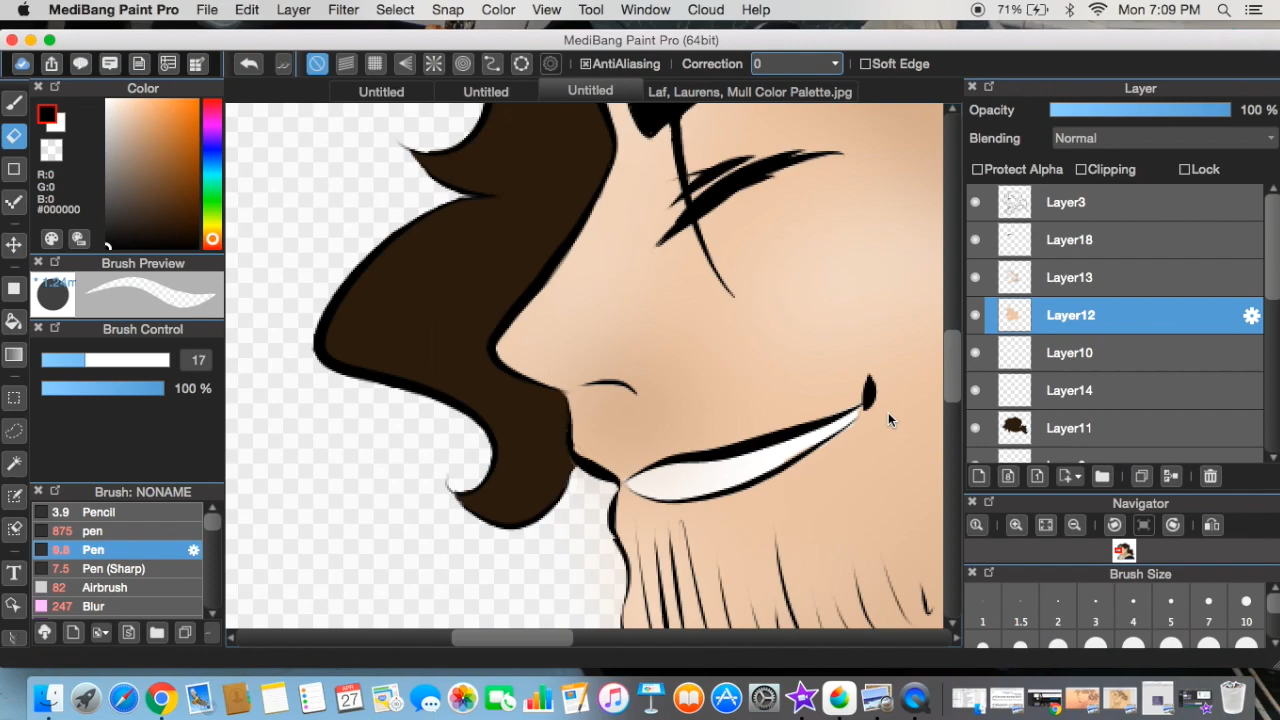 MediBang Paint Pro File Edit Layer Filter Select Snap Color View Tool Window Cloud Help 71% Mon 7:09 PM
MediBang Paint Pro (64bit)
AntiAliasing Correction 0 Soft Edge
Untitled Untitled Untitled Laf, Laurens, Mull Color Palette.jpg
Color
R:0
G:0
B:0
#000000
Brush Preview
Brush Control
17
100 %
Brush: NONAME
3.9 Pencil
875 pen
9.8 Pen
7.5 Pen (Sharp)
82 Airbrush
247 Blur
Layer
Opacity 100 %
Blending Normal
Protect Alpha Clipping Lock
Layer3
Layer18
Layer13
Layer12
Layer10
Layer14
Layer11
Navigator
Brush Size
1 1.5 2 3 4 5 7 10
APR
27